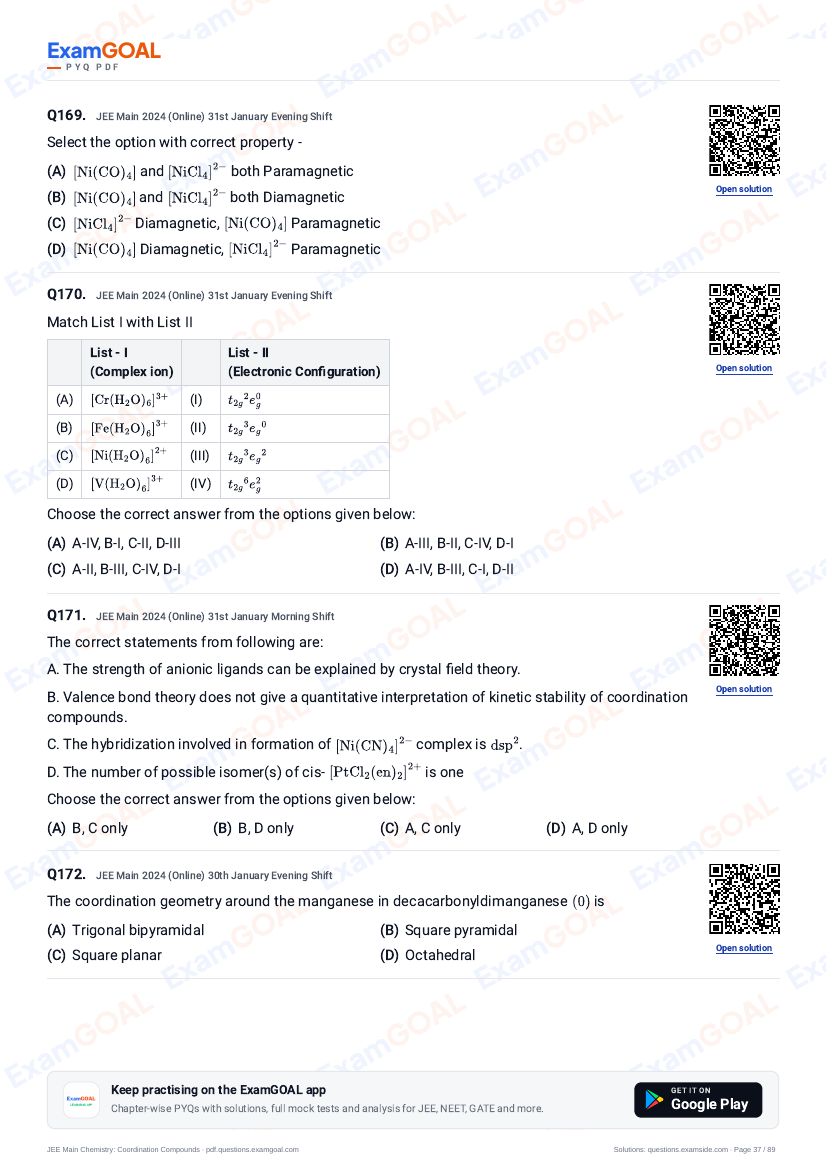 ExamGOAL
PYQ PDF
Q169. JEE Main 2024 (Online) 31st January Evening Shift
Select the option with correct property -
(A) [Ni(CO)₄] and [NiCl₄]²⁻ both Paramagnetic
(B) [Ni(CO)₄] and [NiCl₄]²⁻ both Diamagnetic
(C) [NiCl₄]²⁻ Diamagnetic, [Ni(CO)₄] Paramagnetic
(D) [Ni(CO)₄] Diamagnetic, [NiCl₄]²⁻ Paramagnetic
Open solution
Q170. JEE Main 2024 (Online) 31st January Evening Shift
Match List I with List II
List - I (Complex ion) List - II (Electronic Configuration)
(A) [Cr(H₂O)₆]³⁺ (I) t₂g² e_g⁰
(B) [Fe(H₂O)₆]³⁺ (II) t₂g³ e_g⁰
(C) [Ni(H₂O)₆]²⁺ (III) t₂g³ e_g²
(D) [V(H₂O)₆]³⁺ (IV) t₂g⁶ e_g²
Choose the correct answer from the options given below:
(A) A-IV, B-I, C-II, D-III (B) A-III, B-II, C-IV, D-I
(C) A-II, B-III, C-IV, D-I (D) A-IV, B-III, C-I, D-II
Open solution
Q171. JEE Main 2024 (Online) 31st January Morning Shift
The correct statements from following are:
A. The strength of anionic ligands can be explained by crystal field theory.
B. Valence bond theory does not give a quantitative interpretation of kinetic stability of coordination
compounds.
C. The hybridization involved in formation of [Ni(CN)₄]²⁻ complex is dsp².
D. The number of possible isomer(s) of cis- [PtCl₂(en)₂]²⁺ is one
Choose the correct answer from the options given below:
(A) B, C only (B) B, D only (C) A, C only (D) A, D only
Open solution
Q172. JEE Main 2024 (Online) 30th January Evening Shift
The coordination geometry around the manganese in decacarbonyldimanganese (0) is
(A) Trigonal bipyramidal (B) Square pyramidal
(C) Square planar (D) Octahedral
Open solution
ExamGOAL
Keep practising on the ExamGOAL app
Chapter-wise PYQs with solutions, full mock tests and analysis for JEE, NEET, GATE and more.
GET IT ON
Google Play
JEE Main Chemistry: Coordination Compounds · pdf.questions.examgoal.com Solutions: questions.examside.com · Page 37 / 89